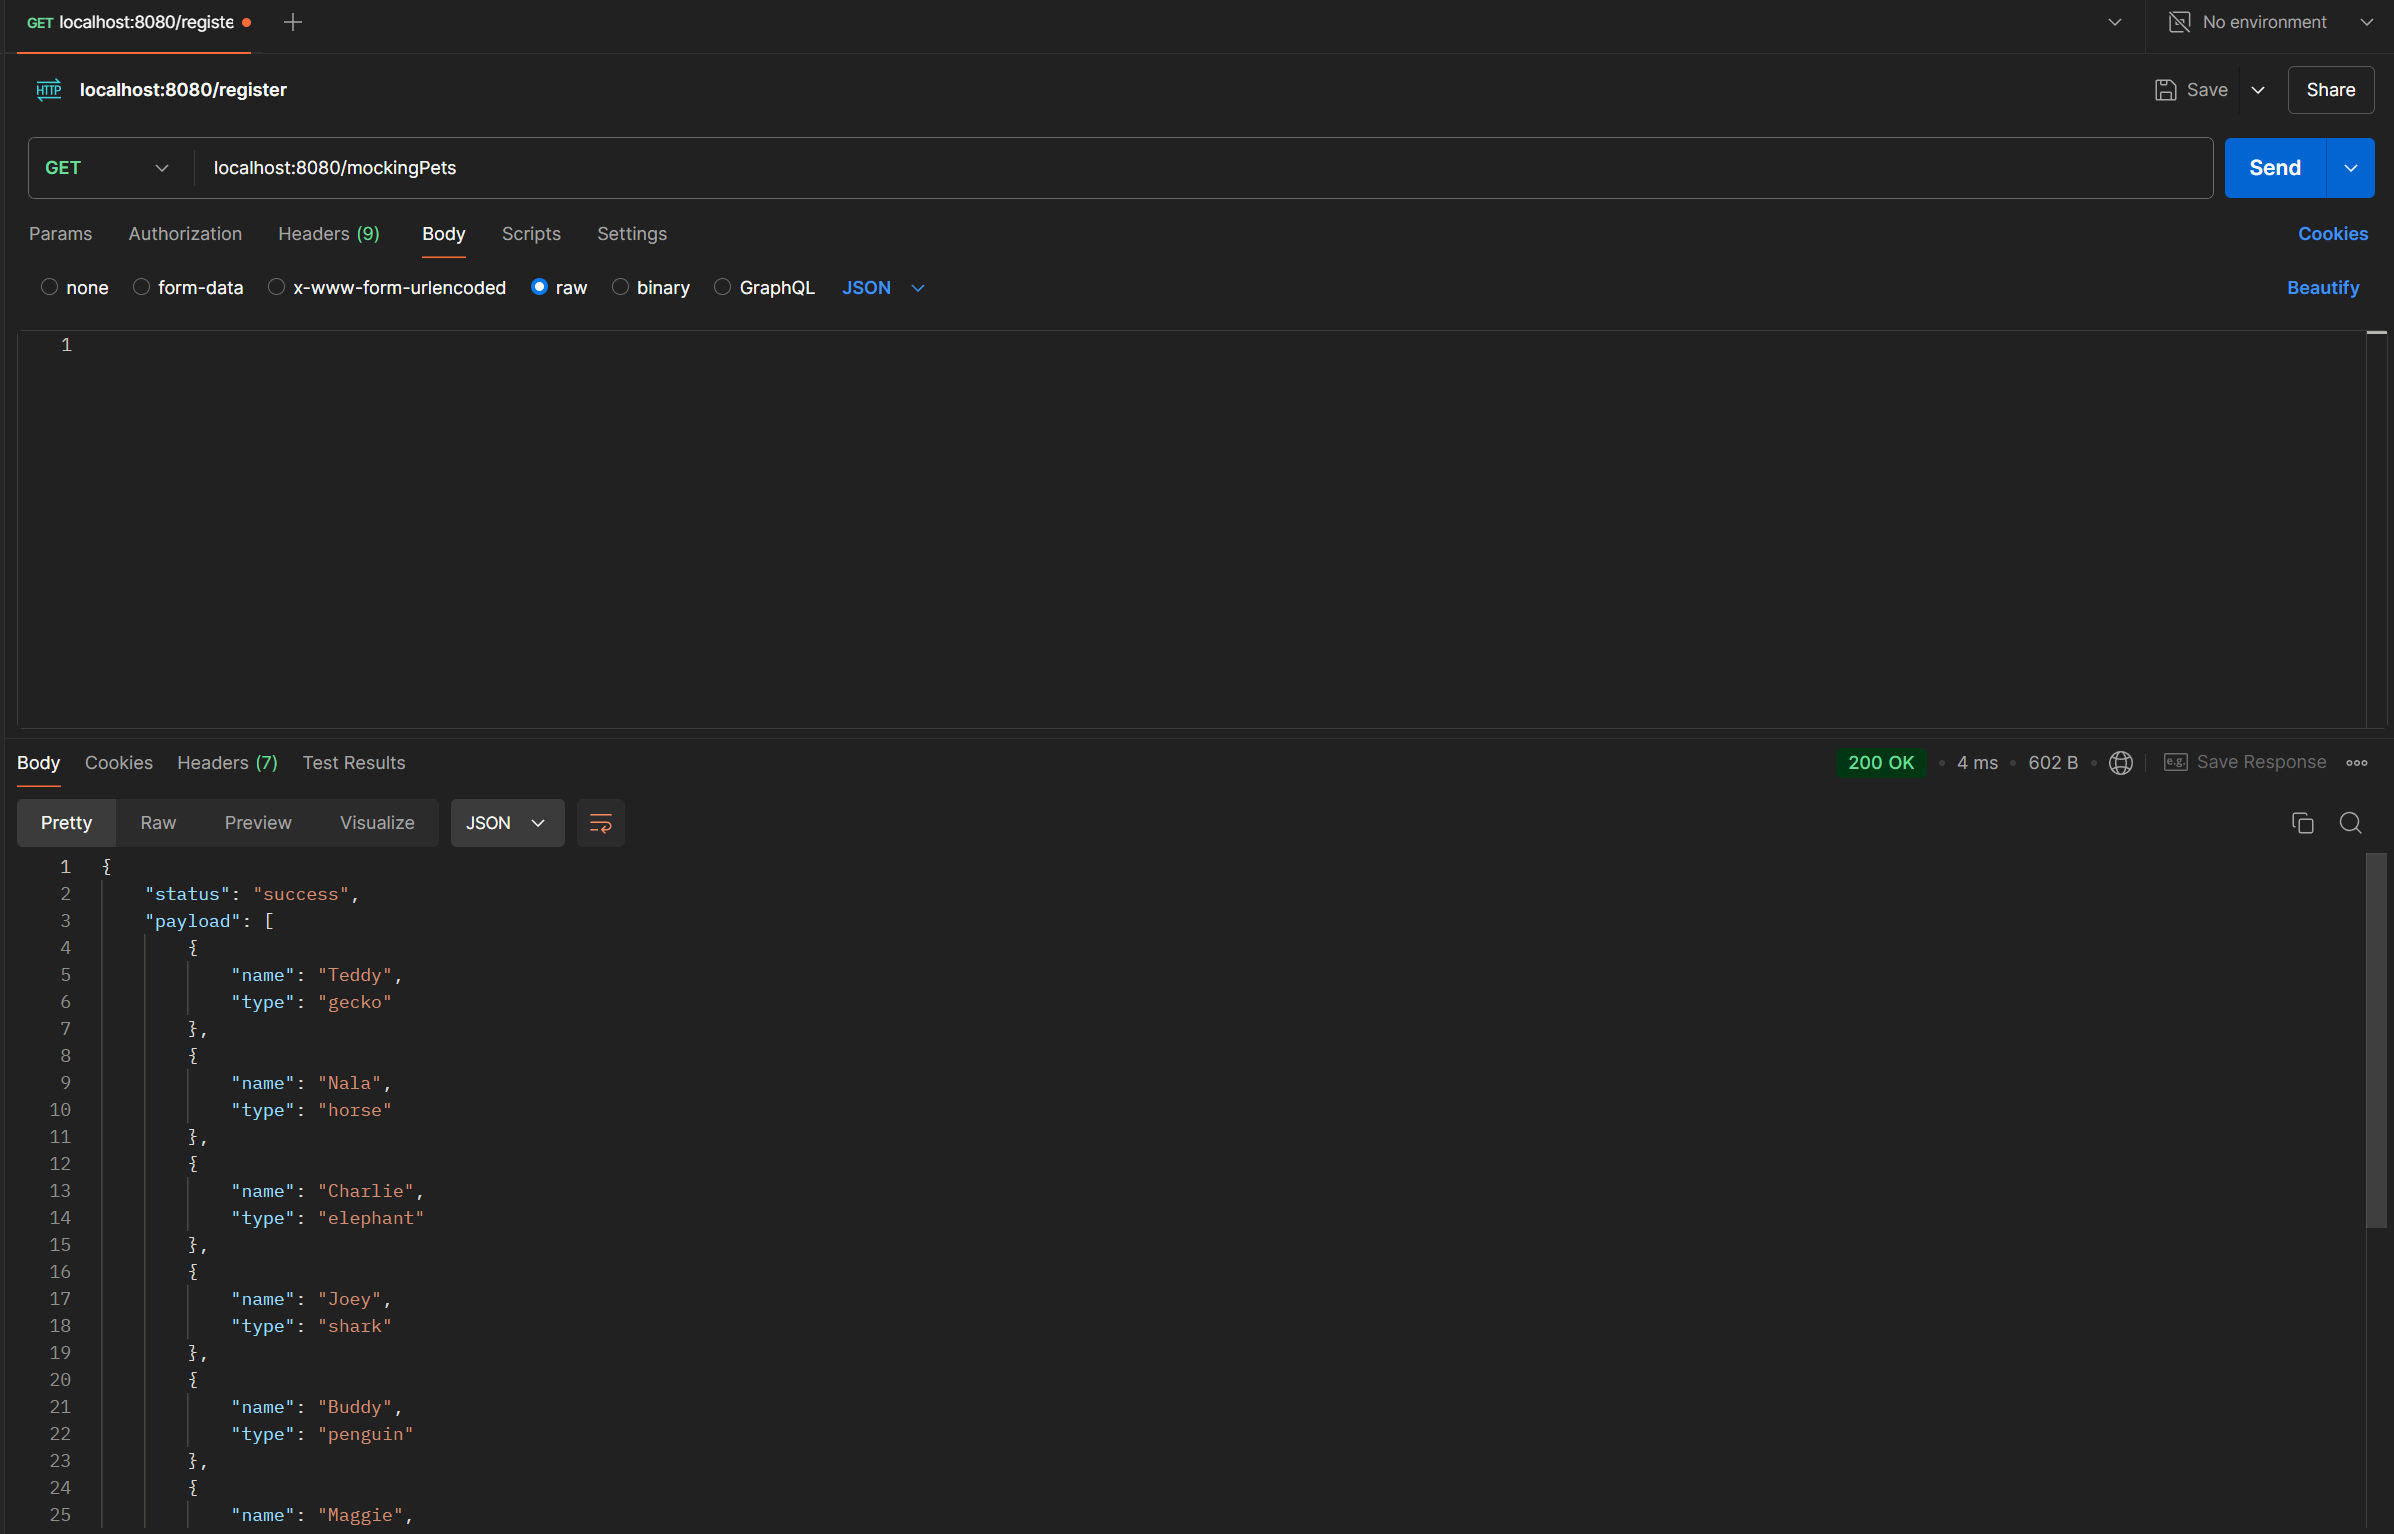 GET localhost:8080/registe
No environment
HTTP localhost:8080/register
Save
Share
GET localhost:8080/mockingPets
Send
Params Authorization Headers (9) Body Scripts Settings
Cookies
none form-data x-www-form-urlencoded raw binary GraphQL JSON
Beautify
1
Body Cookies Headers (7) Test Results
200 OK • 4 ms • 602 B •
e.g. Save Response
Pretty Raw Preview Visualize JSON
1 {
2 "status": "success",
3 "payload": [
4 {
5 "name": "Teddy",
6 "type": "gecko"
7 },
8 {
9 "name": "Nala",
10 "type": "horse"
11 },
12 {
13 "name": "Charlie",
14 "type": "elephant"
15 },
16 {
17 "name": "Joey",
18 "type": "shark"
19 },
20 {
21 "name": "Buddy",
22 "type": "penguin"
23 },
24 {
25 "name": "Maggie",